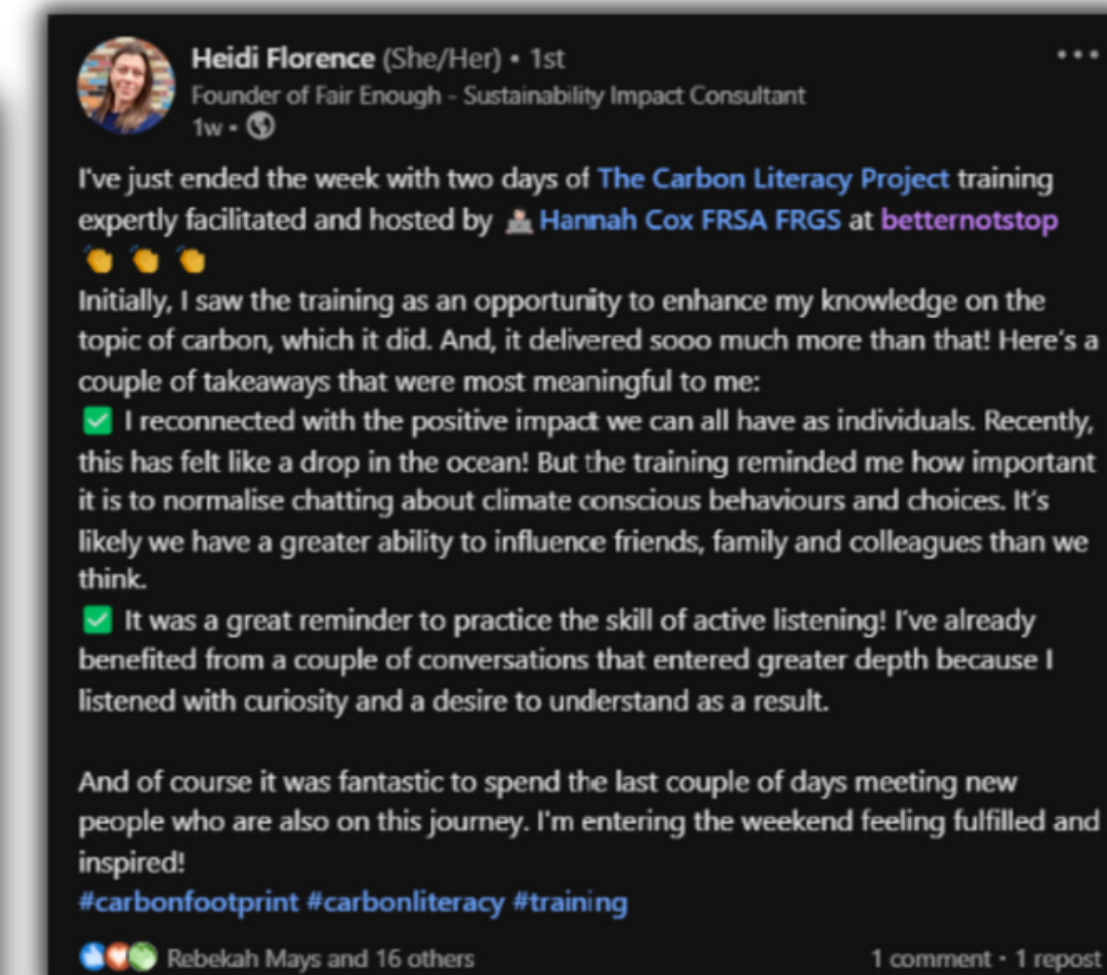 Heidi Florence (She/Her) • 1st
Founder of Fair Enough - Sustainability Impact Consultant
1w •
I've just ended the week with two days of The Carbon Literacy Project training
expertly facilitated and hosted by Hannah Cox FRSA FRGS at betternotstop
👏 👏 👏
Initially, I saw the training as an opportunity to enhance my knowledge on the
topic of carbon, which it did. And, it delivered sooo much more than that! Here's a
couple of takeaways that were most meaningful to me:
✅ I reconnected with the positive impact we can all have as individuals. Recently,
this has felt like a drop in the ocean! But the training reminded me how important
it is to normalise chatting about climate conscious behaviours and choices. It's
likely we have a greater ability to influence friends, family and colleagues than we
think.
✅ It was a great reminder to practice the skill of active listening! I've already
benefited from a couple of conversations that entered greater depth because I
listened with curiosity and a desire to understand as a result.
And of course it was fantastic to spend the last couple of days meeting new
people who are also on this journey. I'm entering the weekend feeling fulfilled and
inspired!
#carbonfootprint #carbonliteracy #training
Rebekah Mays and 16 others 1 comment • 1 repost